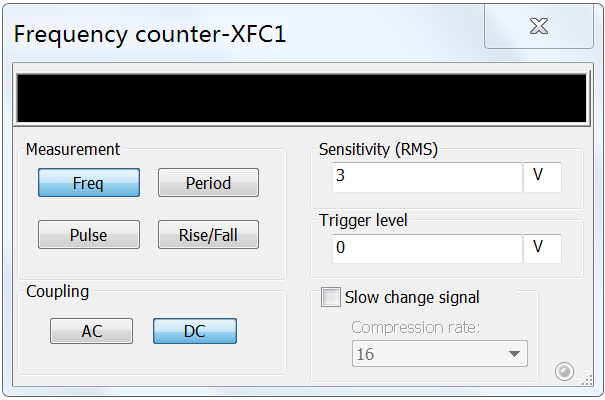 Frequency counter-XFC1
Measurement
Freq Period
Pulse Rise/Fall
Coupling
AC DC
Sensitivity (RMS)
3 V
Trigger level
0 V
Slow change signal
Compression rate:
16